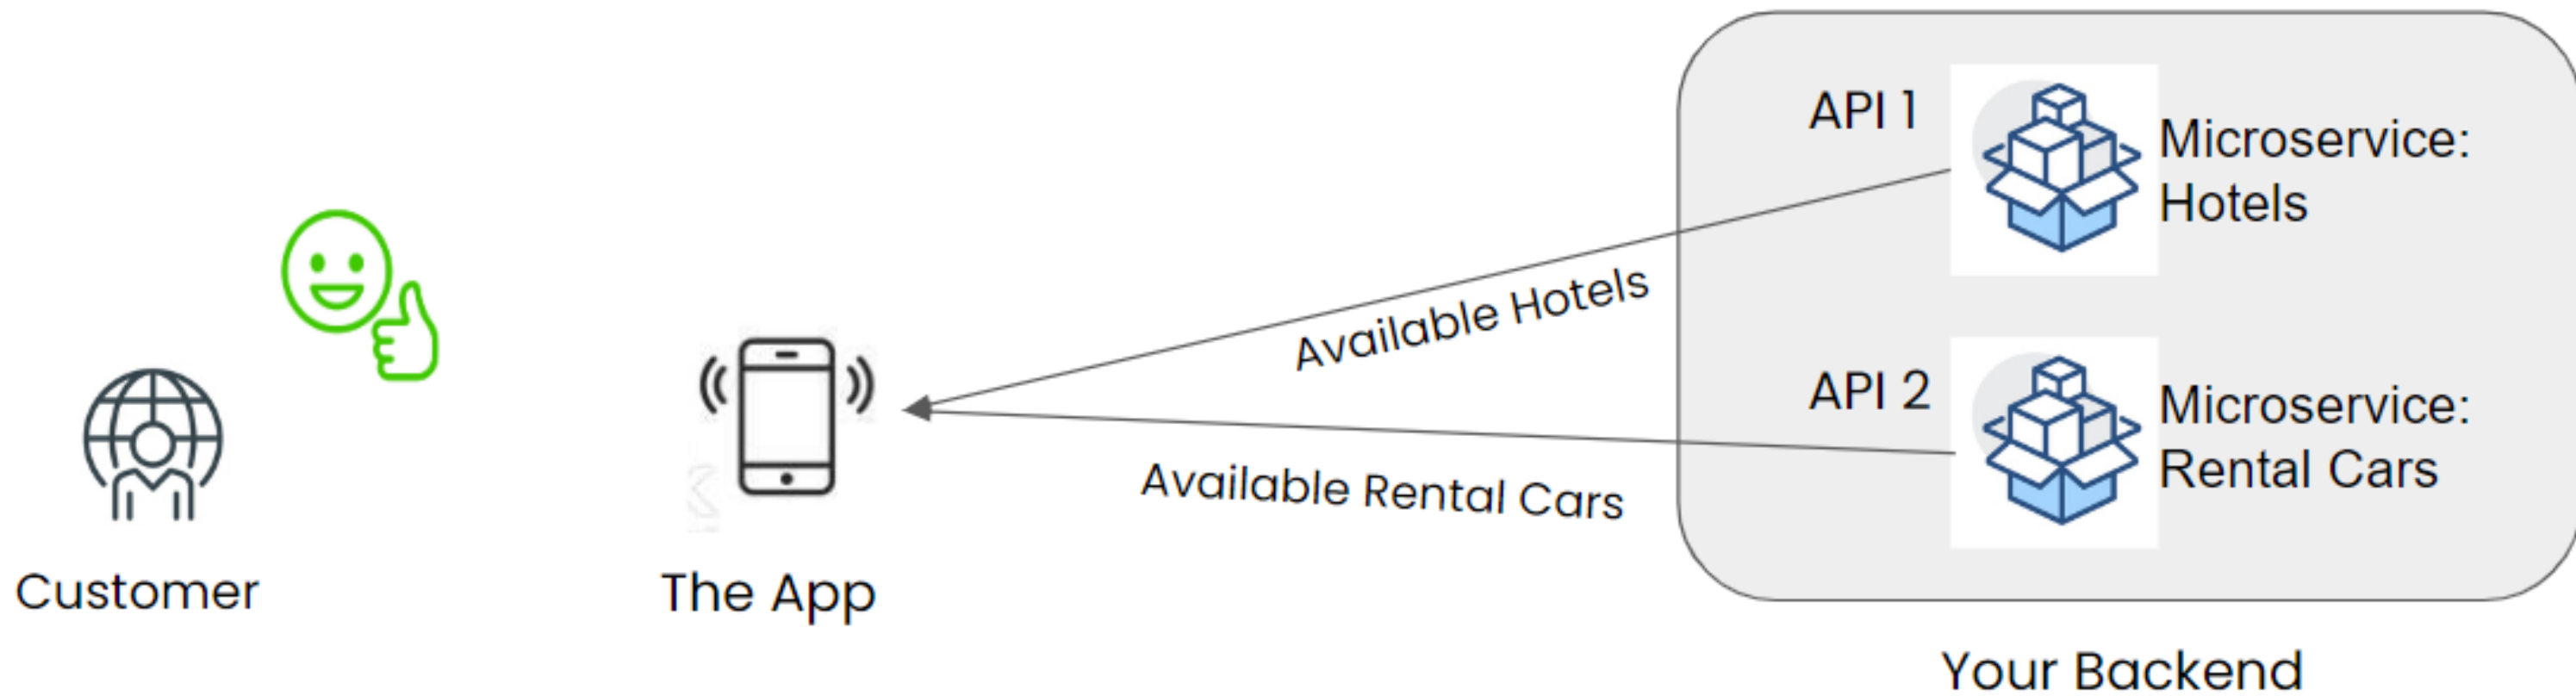 API 1
Microservice:
Hotels
Available Hotels
API 2
Microservice:
Rental Cars
Available Rental Cars
Customer
The App
Your Backend